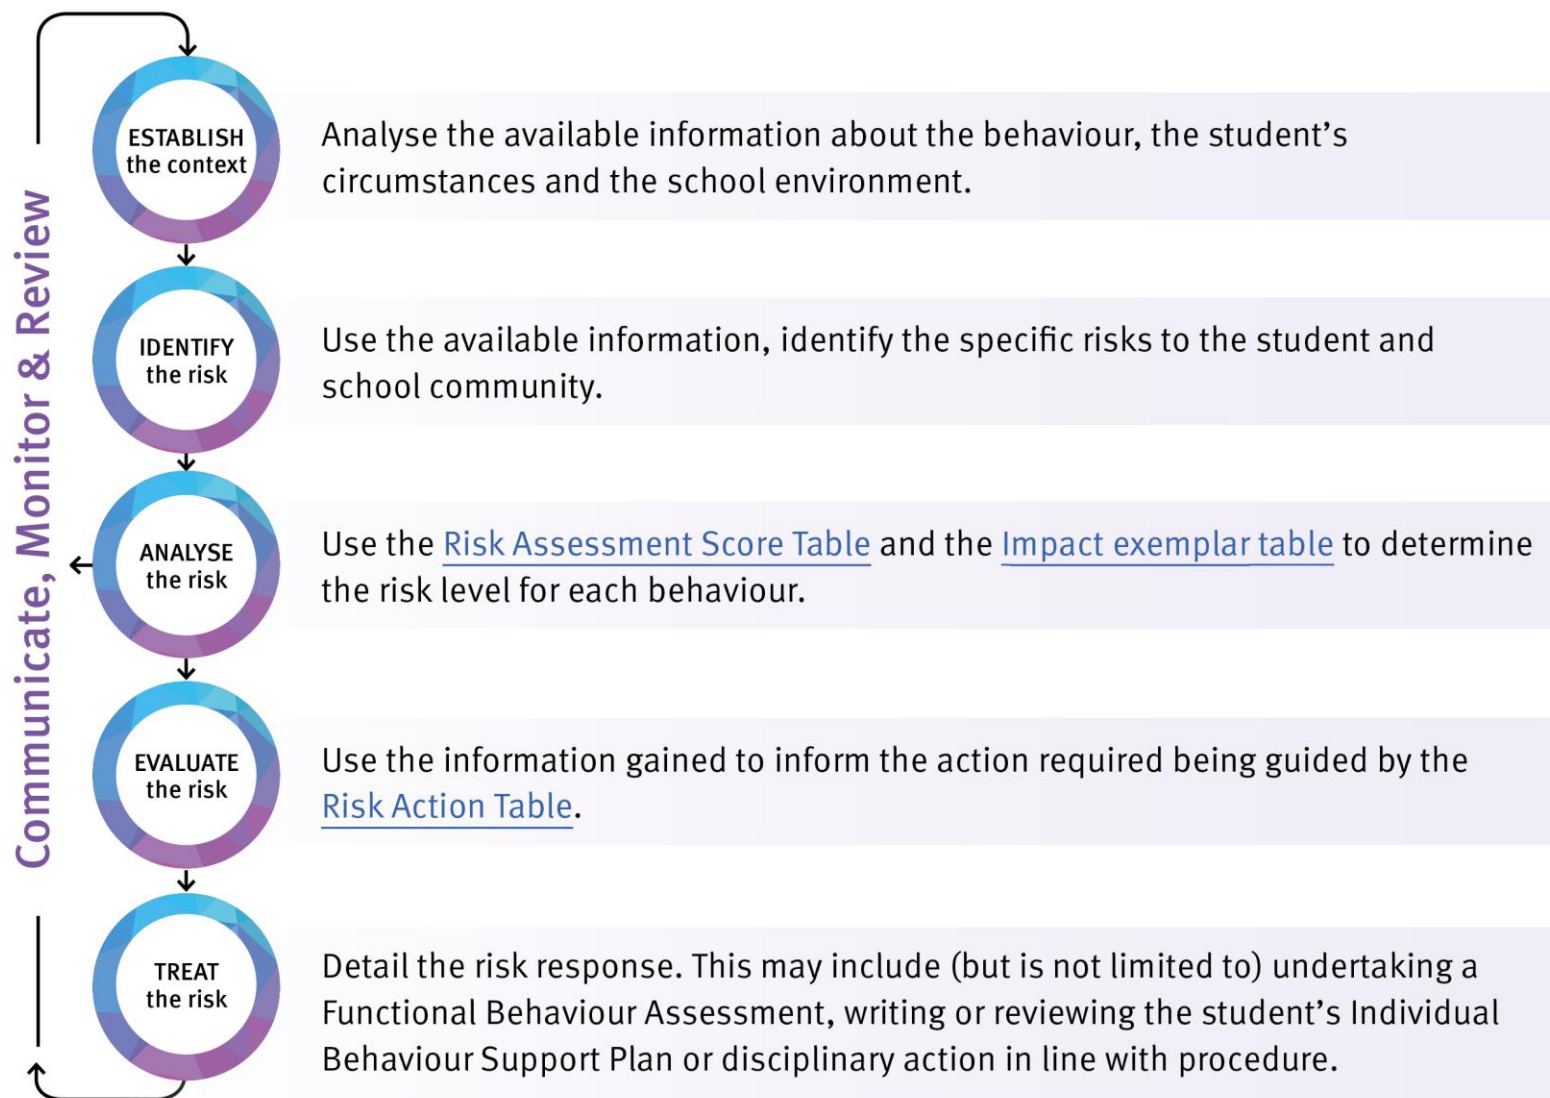 Communicate, Monitor & Review
ESTABLISH
the context
Analyse the available information about the behaviour, the student’s
circumstances and the school environment.
IDENTIFY
the risk
Use the available information, identify the specific risks to the student and
school community.
ANALYSE
the risk
Use the Risk Assessment Score Table and the Impact exemplar table to determine
the risk level for each behaviour.
EVALUATE
the risk
Use the information gained to inform the action required being guided by the
Risk Action Table.
TREAT
the risk
Detail the risk response. This may include (but is not limited to) undertaking a
Functional Behaviour Assessment, writing or reviewing the student’s Individual
Behaviour Support Plan or disciplinary action in line with procedure.